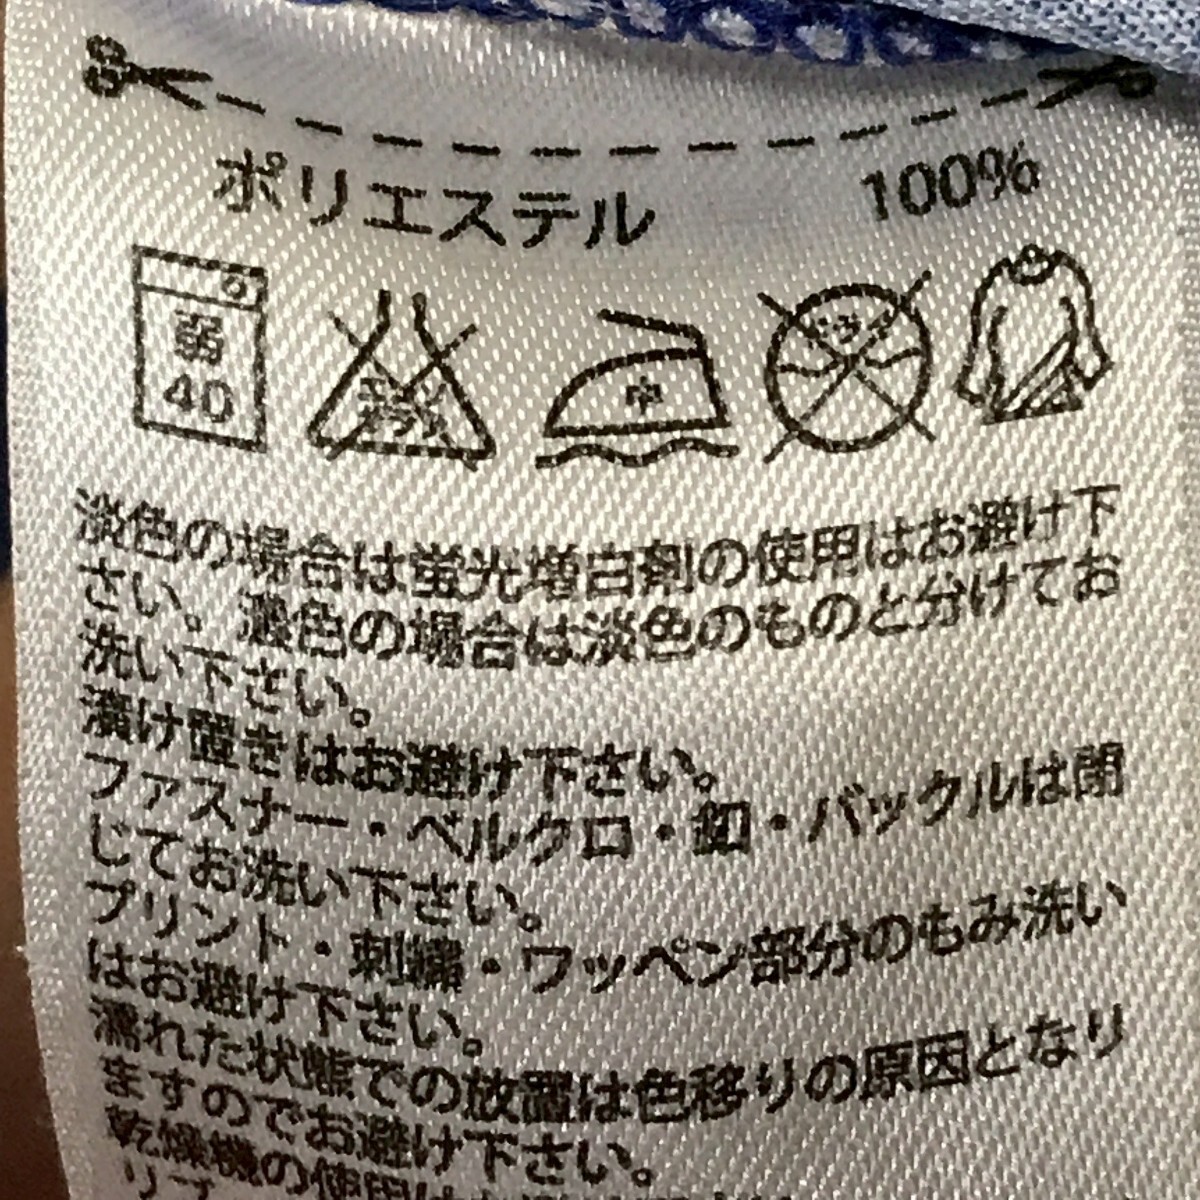 ポリエステル 100%
弱
40
中
淡色の場合は蛍光増白剤の使用はお避け下
さい。濃色の場合は淡色のものと分けてお
洗い下さい。
漬け置きはお避け下さい。
ファスナー・ベルクロ・釦・バックルは閉
じてお洗い下さい。
プリント・刺繍・ワッペン部分のもみ洗い
はお避け下さい。
濡れた状態での放置は色移りの原因となり
ますのでお避け下さい。
乾燥機の使用は